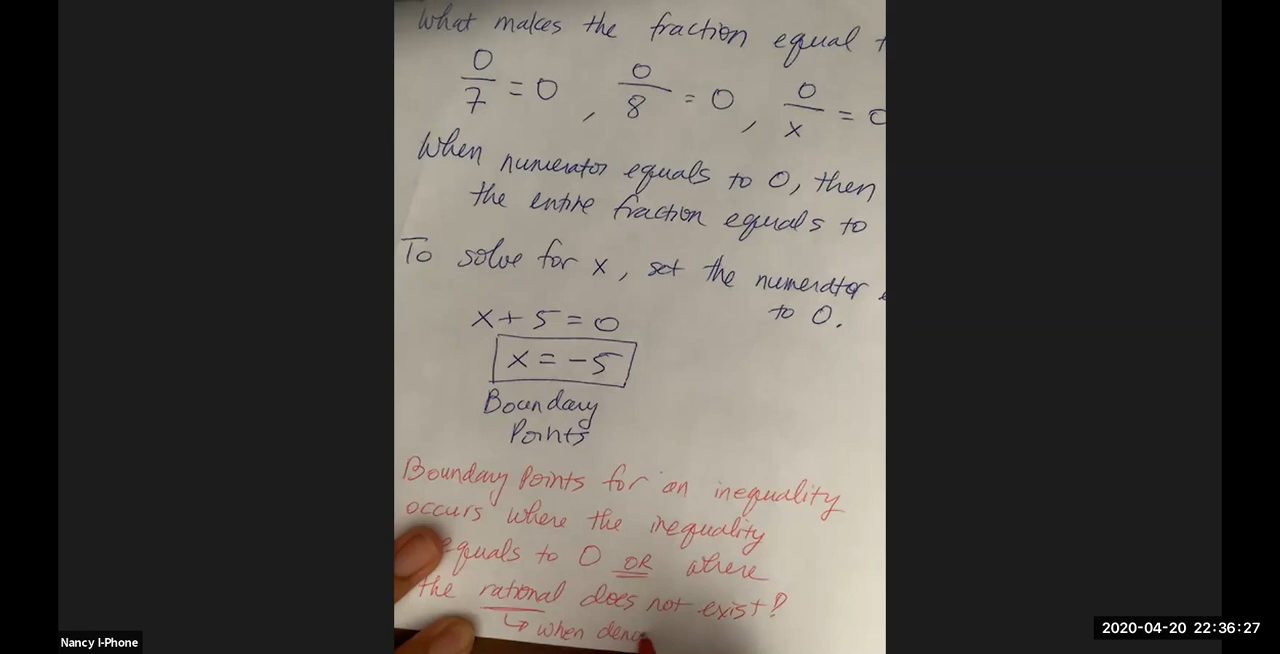 What makes the fraction equal
0/7 = 0 , 0/8 = 0 , 0/x = 0
When numerator equals to 0, then
the entire fraction equals to
To solve for x, set the numerator
to 0.
x + 5 = 0
x = -5
Boundary
Points
Boundary Points for an inequality
occurs where the inequality
equals to 0 OR where
the rational does not exist?
↳ when deno
Nancy I-Phone
2020-04-20 22:36:27